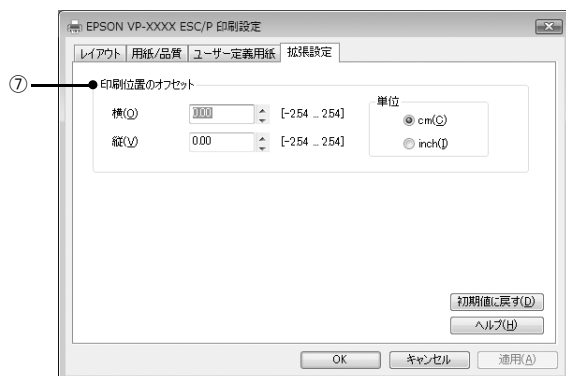 EPSON VP-XXXX ESC/P 印刷設定
レイアウト 用紙/品質 ユーザー定義用紙 拡張設定
⑦ 印刷位置のオフセット
横(O) 0.00 [-2.54 .. 2.54]
縦(V) 0.00 [-2.54 .. 2.54]
単位
cm(C)
inch(I)
初期値に戻す(D)
ヘルプ(H)
OK キャンセル 適用(A)